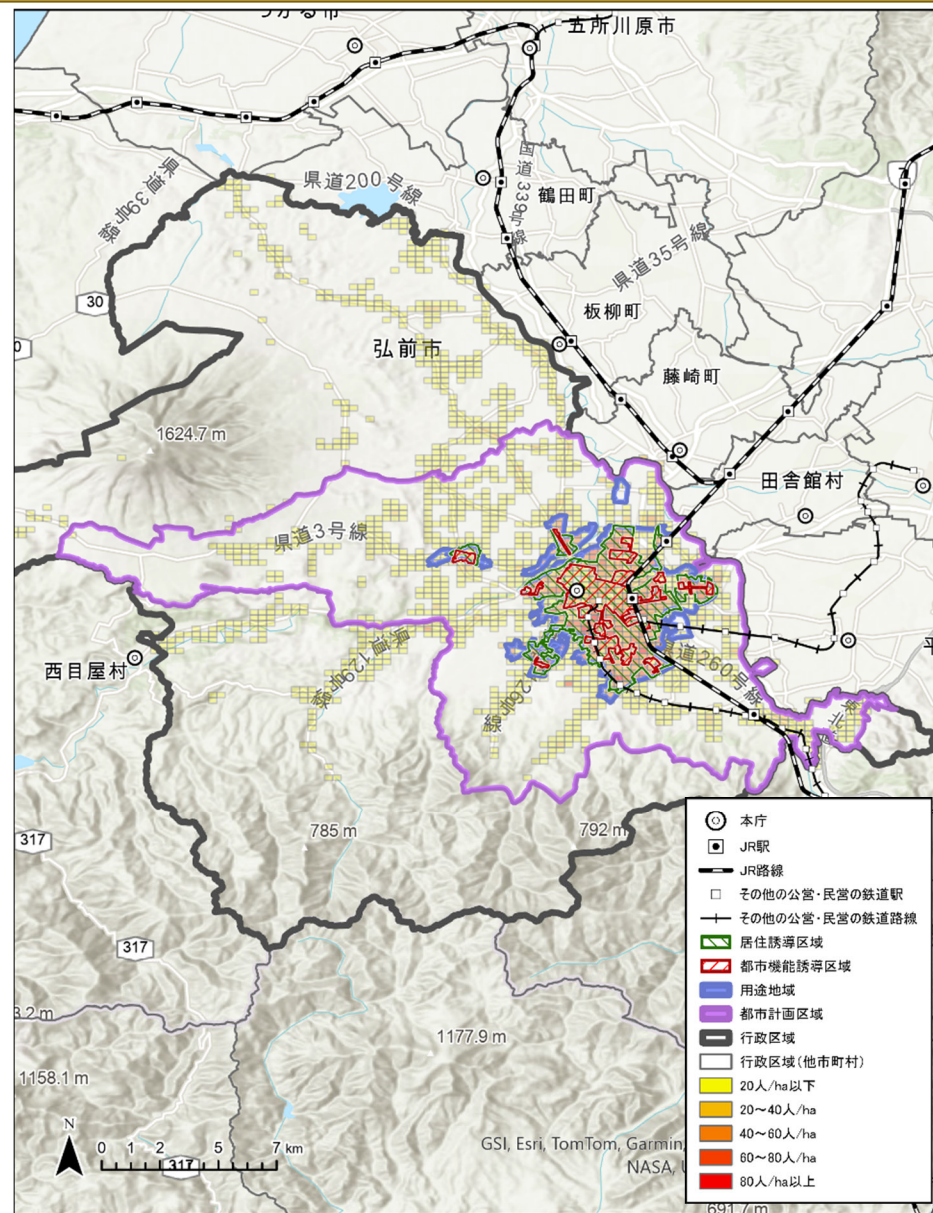 五所川原市
国道339号線
鶴田町
県道200号線
県道35号線
7
30
板柳町
弘前市
藤崎町
1624.7 m
田舎館村
県道3号線
西目屋村
県道260号線
785 m
792 m
317
317
1177.9 m
1158.1 m
N
0 1 2 5 7 km
317
GSI, Esri, TomTom, Garmin,
NASA,
691.7 m
本庁
JR駅
JR路線
その他の公営・民営の鉄道駅
その他の公営・民営の鉄道路線
居住誘導区域
都市機能誘導区域
用途地域
都市計画区域
行政区域
行政区域(他市町村)
20人/ha以下
20～40人/ha
40～60人/ha
60～80人/ha
80人/ha以上